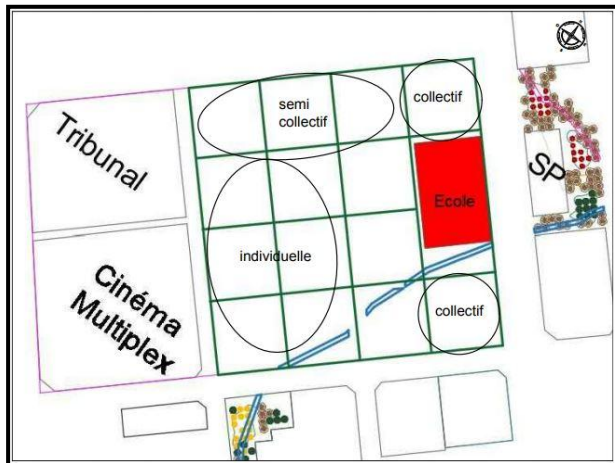 semi
collectif
collectif
Tribunal
SP
Ecole
individuelle
Cinéma
Multiplex
collectif